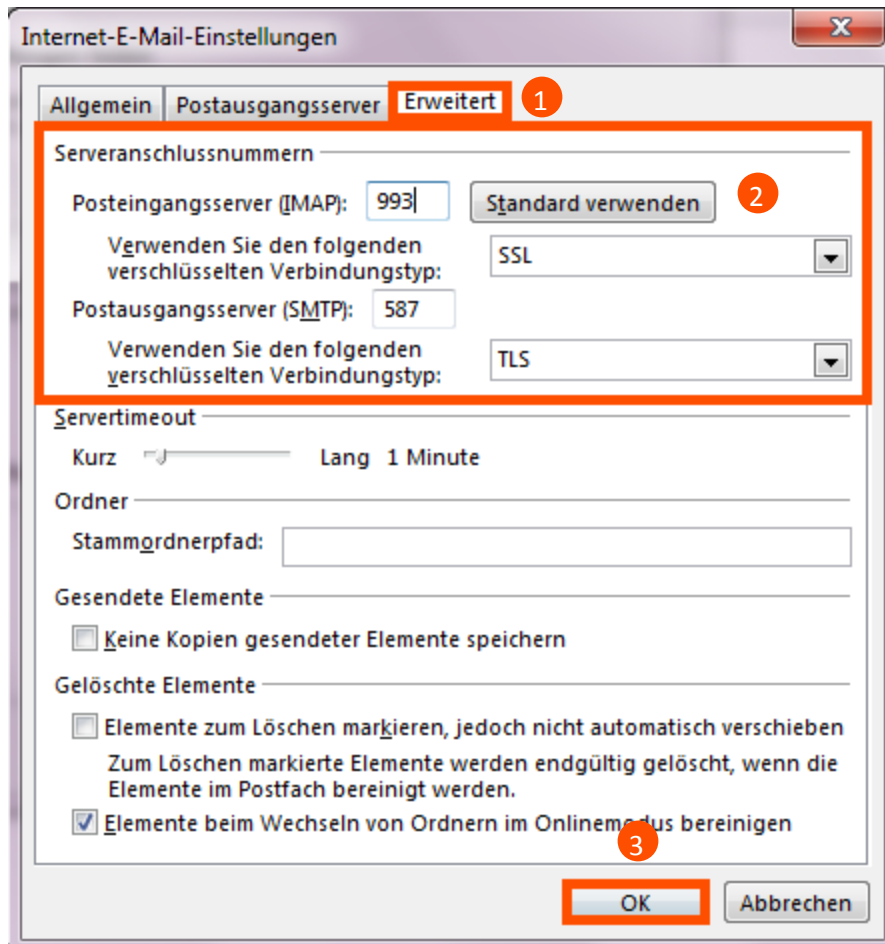 Internet-E-Mail-Einstellungen
X
Allgemein Postausgangsserver Erweitert 1
Serveranschlussnummern
Posteingangsserver (IMAP): 993 Standard verwenden 2
Verwenden Sie den folgenden
verschlüsselten Verbindungstyp: SSL
Postausgangsserver (SMTP): 587
Verwenden Sie den folgenden
verschlüsselten Verbindungstyp: TLS
Servertimeout
Kurz Lang 1 Minute
Ordner
Stammordnerpfad:
Gesendete Elemente
Keine Kopien gesendeter Elemente speichern
Gelöschte Elemente
Elemente zum Löschen markieren, jedoch nicht automatisch verschieben
Zum Löschen markierte Elemente werden endgültig gelöscht, wenn die
Elemente im Postfach bereinigt werden.
Elemente beim Wechseln von Ordnern im Onlinemodus bereinigen
3
OK Abbrechen